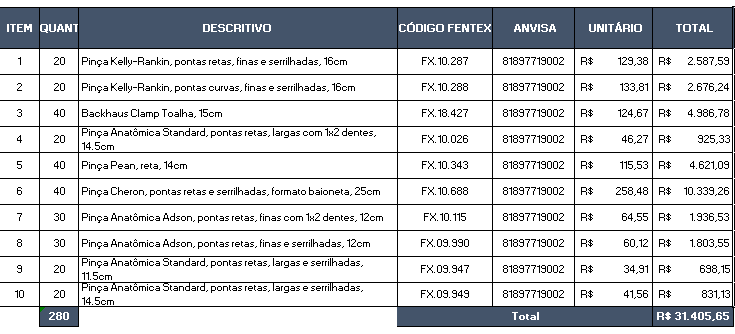 ITEM QUANT DESCRITIVO CÓDIGO FENTEX ANVISA UNITÁRIO TOTAL
1 20 Pinça Kelly-Rankin, pontas retas, finas e serrilhadas, 16cm FX.10.287 81897719002 R$ 129,38 R$ 2.587,59
2 20 Pinça Kelly-Rankin, pontas curvas, finas e serrilhadas, 16cm FX.10.288 81897719002 R$ 133,81 R$ 2.676,24
3 40 Backhaus Clamp Toalha, 15cm FX.18.427 81897719002 R$ 124,67 R$ 4.986,78
4 20 Pinça Anatômica Standard, pontas retas, largas com 1x2 dentes, FX.10.026 81897719002 R$ 46,27 R$ 925,33
14.5cm
5 40 Pinça Pean, reta, 14cm FX.10.343 81897719002 R$ 115,53 R$ 4.621,09
6 40 Pinça Cheron, pontas retas e serrilhadas, formato baioneta, 25cm FX.10.688 81897719002 R$ 258,48 R$ 10.339,26
7 30 Pinça Anatômica Adson, pontas retas, finas com 1x2 dentes, 12cm FX.10.115 81897719002 R$ 64,55 R$ 1.936,53
8 30 Pinça Anatômica Adson, pontas retas, finas e serrilhadas, 12cm FX.09.990 81897719002 R$ 60,12 R$ 1.803,55
9 20 Pinça Anatômica Standard, pontas retas, largas e serrilhadas, FX.09.947 81897719002 R$ 34,91 R$ 698,15
11.5cm
10 20 Pinça Anatômica Standard, pontas retas, largas e serrilhadas, FX.09.949 81897719002 R$ 41,56 R$ 831,13
14.5cm
280 Total R$ 31.405,65